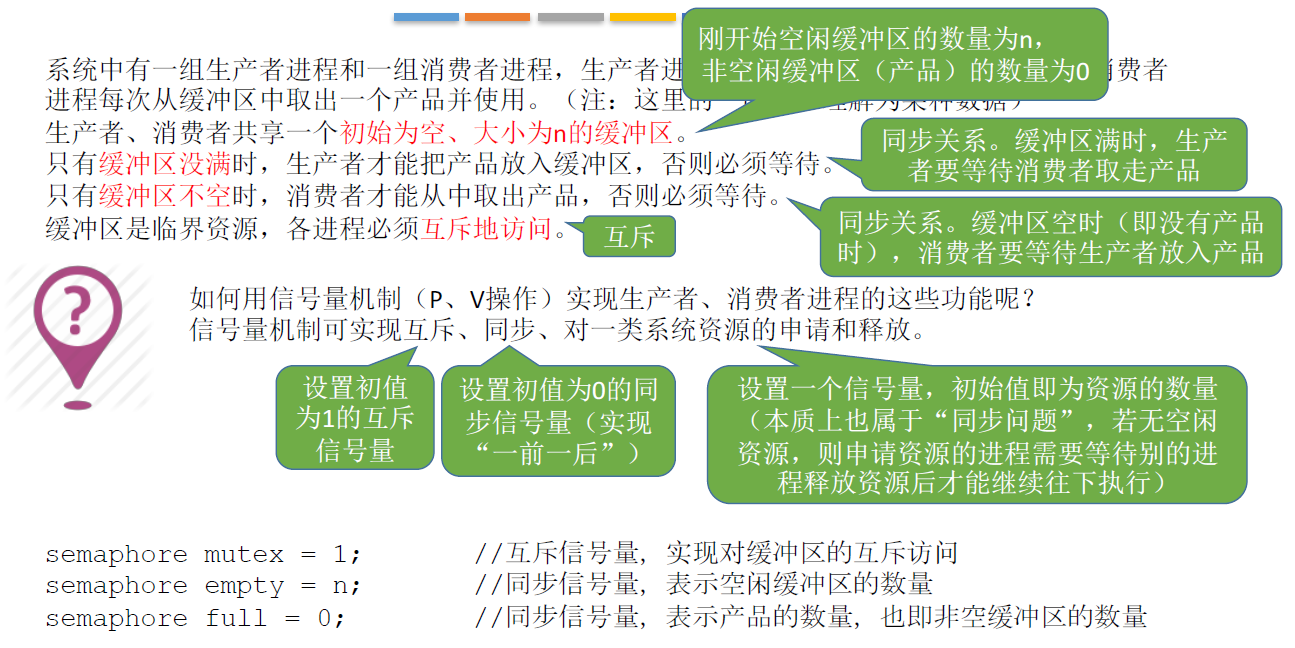 刚开始空闲缓冲区的数量为n，
非空闲缓冲区（产品）的数量为0
系统中有一组生产者进程和一组消费者进程，生产者进
消费者
进程每次从缓冲区中取出一个产品并使用。（注：这里的
理解为某种数据）
生产者、消费者共享一个初始为空、大小为n的缓冲区。
只有缓冲区没满时，生产者才能把产品放入缓冲区，否则必须等待。
同步关系。缓冲区满时，生产
者要等待消费者取走产品
只有缓冲区不空时，消费者才能从中取出产品，否则必须等待。
同步关系。缓冲区空时（即没有产品
时），消费者要等待生产者放入产品
缓冲区是临界资源，各进程必须互斥地访问。
互斥
?
如何用信号量机制（P、V操作）实现生产者、消费者进程的这些功能呢？
信号量机制可实现互斥、同步、对一类系统资源的申请和释放。
设置初值
为1的互斥
信号量
设置初值为0的同
步信号量（实现
“一前一后”）
设置一个信号量，初始值即为资源的数量
（本质上也属于“同步问题”，若无空闲
资源，则申请资源的进程需要等待别的进
程释放资源后才能继续往下执行）
semaphore mutex = 1; //互斥信号量，实现对缓冲区的互斥访问
semaphore empty = n; //同步信号量，表示空闲缓冲区的数量
semaphore full = 0; //同步信号量，表示产品的数量，也即非空缓冲区的数量